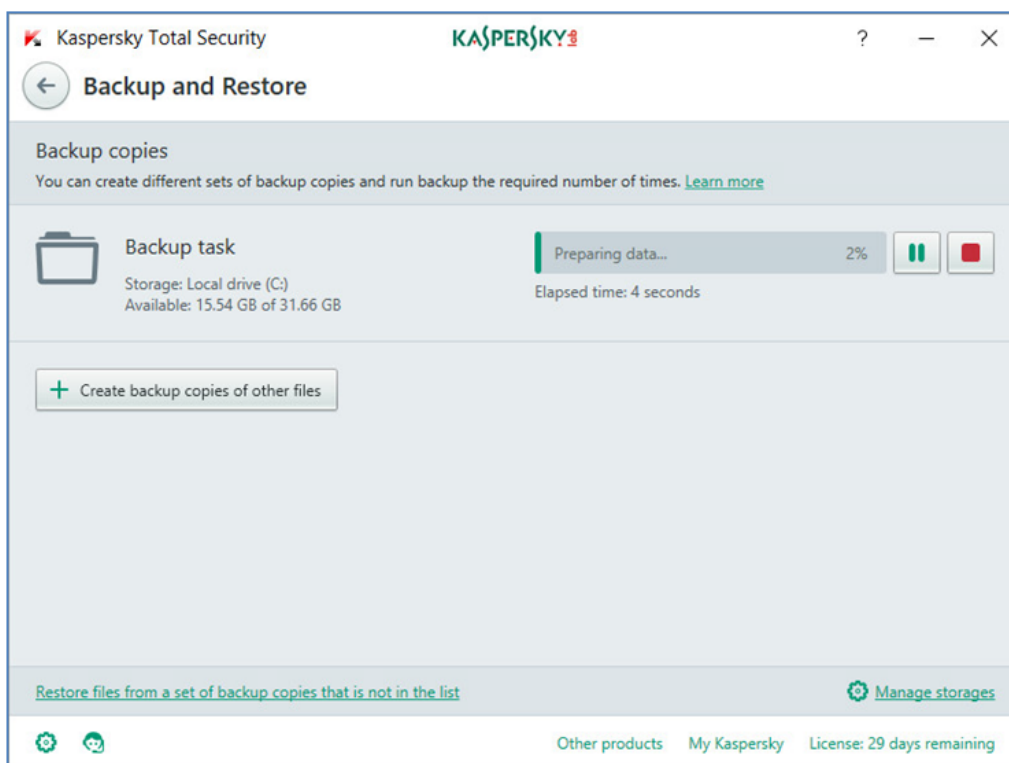 Kaspersky Total Security
KASPERSKY lab
?
Backup and Restore
Backup copies
You can create different sets of backup copies and run backup the required number of times. Learn more
Backup task
Storage: Local drive (C:)
Available: 15.54 GB of 31.66 GB
Preparing data... 2%
Elapsed time: 4 seconds
Create backup copies of other files
Restore files from a set of backup copies that is not in the list
Manage storages
Other products
My Kaspersky
License: 29 days remaining